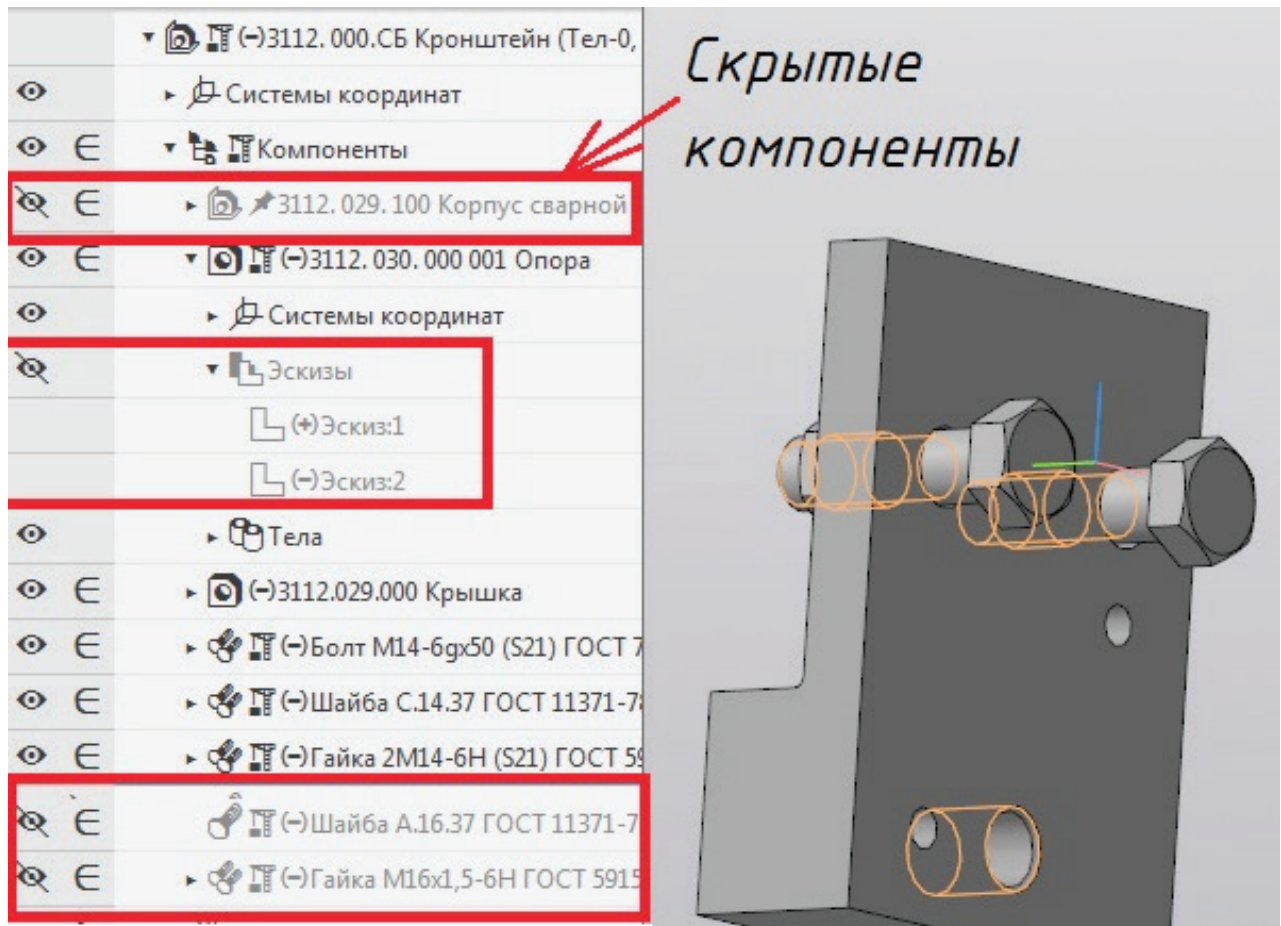 (-)3112. 000.СБ Кронштейн (Тел-0,
Системы координат
Компоненты
3112. 029. 100 Корпус сварной
(-)3112. 030. 000 001 Опора
Системы координат
Эскизы
(+)Эскиз:1
(-)Эскиз:2
Тела
(-)3112.029.000 Крышка
(-)Болт М14-6gx50 (S21) ГОСТ 7
(-)Шайба С.14.37 ГОСТ 11371-7
(-)Гайка 2М14-6Н (S21) ГОСТ 59
(-)Шайба А.16.37 ГОСТ 11371-7
(-)Гайка М16х1,5-6Н ГОСТ 5915
Скрытые
компоненты